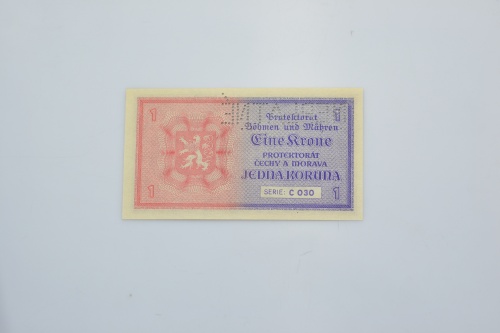 1
Protektorat
Böhmen und Mähren
Eine Krone
PROTEKTORÁT
ČECHY A MORAVA
JEDNA KORUNA
SERIE: C 030
1
1